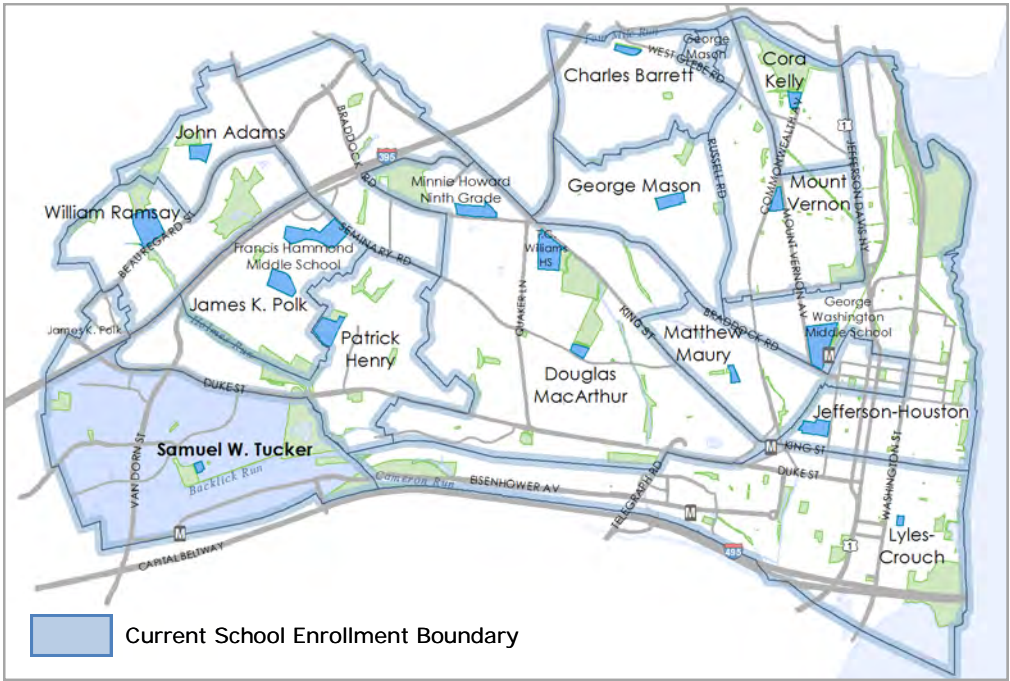 Four Mile Run
George
Mason
WEST GLEBE RD
Charles Barrett
Cora
Kelly
1
John Adams
BRADDOCK RD
395
RUSSELL RD
COMMONWEALTH AV
JEFFERSON DAVIS HY
Minnie Howard
Ninth Grade
George Mason
Mount
Vernon
William Ramsay
BEAUREGARD ST
Francis Hammond
Middle School
SEMINARY RD
T.C.
Williams
HS
MOUNT VERNON AV
James K. Polk
QUAKER LN
KING ST
BRADDOCK RD
George
Washington
Middle School
M
James K. Polk
Holmes Run
Patrick
Henry
Matthew
Maury
DUKE ST
Douglas
MacArthur
Jefferson-Houston
Samuel W. Tucker
VAN DORN ST
Backlick Run
M
KING ST
DUKE ST
WASHINGTON ST
Cameron Run
EISENHOWER AV
TELEGRAPH RD
M
M
Lyles-
Crouch
1
495
CAPITAL BELTWAY
Current School Enrollment Boundary